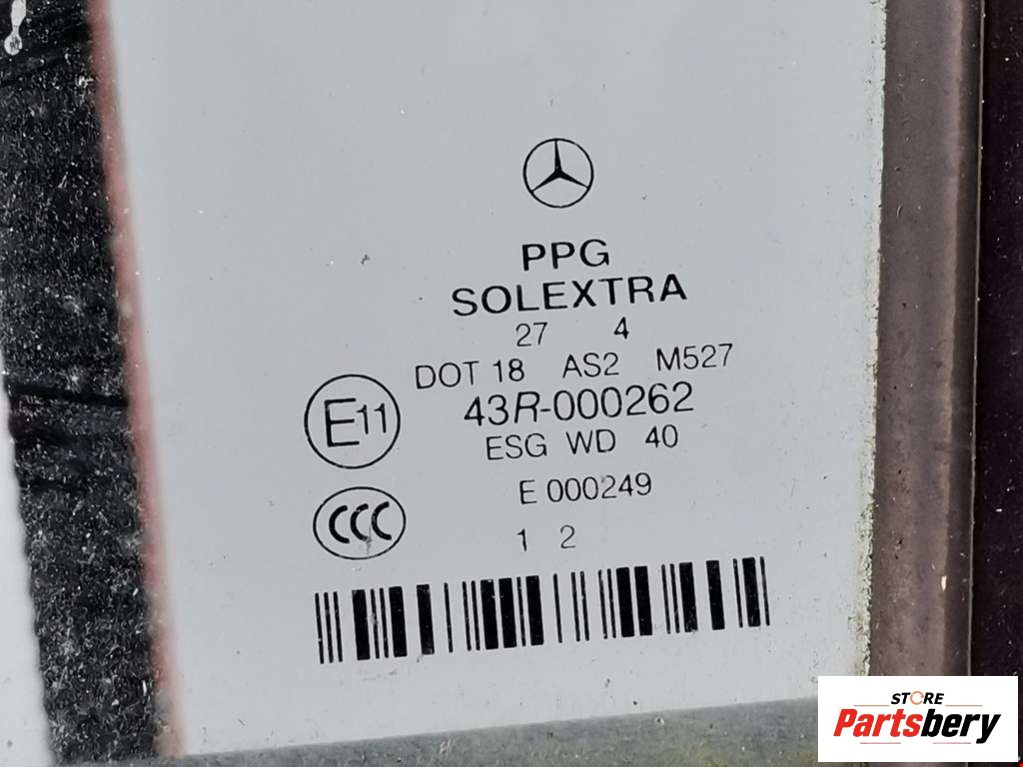 PPG
SOLEXTRA
27 4
DOT 18 AS2 M527
E11
43R-000262
ESG WD 40
E 000249
CCC
1 2
STORE
Partsbery